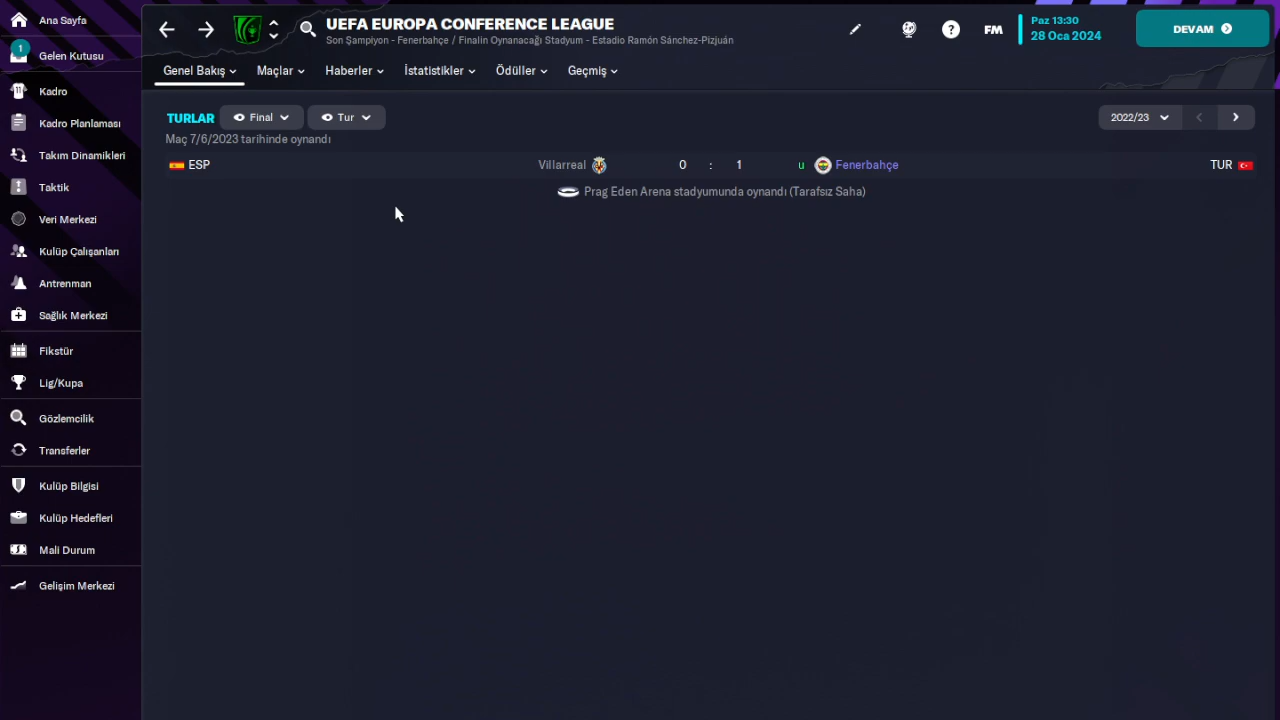 Ana Sayfa
1
Gelen Kutusu
11
Kadro
Kadro Planlaması
Takım Dinamikleri
Taktik
Veri Merkezi
Kulüp Çalışanları
Antrenman
Sağlık Merkezi
Fikstür
Lig/Kupa
Gözlemcilik
Transferler
Kulüp Bilgisi
Kulüp Hedefleri
Mali Durum
Gelişim Merkezi
UEFA EUROPA CONFERENCE LEAGUE
Son Şampiyon - Fenerbahçe / Finalin Oynanacağı Stadyum - Estadio Ramón Sánchez-Pizjuán
? FM
Paz 13:30
28 Oca 2024
DEVAM
Genel Bakış Maçlar Haberler İstatistikler Ödüller Geçmiş
TURLAR Final Tur 2022/23
Maç 7/6/2023 tarihinde oynandı
ESP Villarreal 0 : 1 u Fenerbahçe TUR
Prag Eden Arena stadyumunda oynandı (Tarafsız Saha)